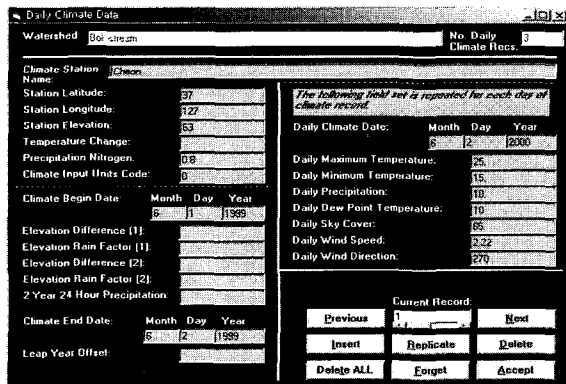 Daily Climate Data
Watershed:
No. Daily Climate Recs. 3
Climate Station Name:
Station Latitude: 37
Station Longitude: 127
Station Elevation: 63
Temperature Change:
Precipitation Nitrogen: 0.8
Climate Input Units Code: 0
Climate Begin Date: Month Day Year
6 1 1999
Elevation Difference (1):
Elevation Rain Factor (1):
Elevation Difference (2):
Elevation Rain Factor (2):
2 Year 24 Hour Precipitation:
Climate End Date: Month Day Year
6 2 1999
Leap Year Offset:
The following field set is repeated for each day of climate record.
Daily Climate Date: Month Day Year
6 2 2000
Daily Maximum Temperature: 25
Daily Minimum Temperature: 15
Daily Precipitation: 10
Daily Dew Point Temperature: 10
Daily Sky Cover: 65
Daily Wind Speed: 2.22
Daily Wind Direction: 270
Current Record:
Previous 1 Next
Insert Replicate Delete
Delete ALL Forget Accept